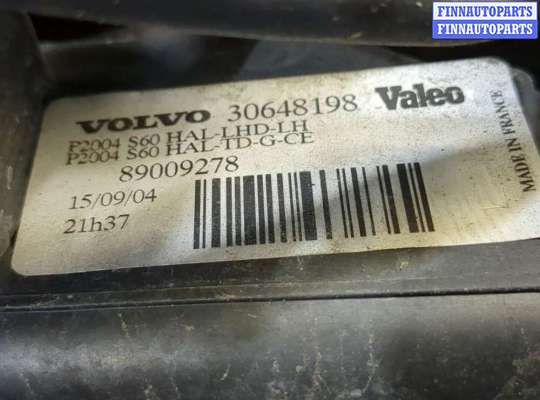 FINNAUTOPARTS
FINNAUTOPARTS
VOLVO 30648198 Valeo
P2004 S60 HAL-LHD-LH
P2004 S60 HAL-TD-G-CE
89009278
15/09/04
21h37
MADE IN FRANCE